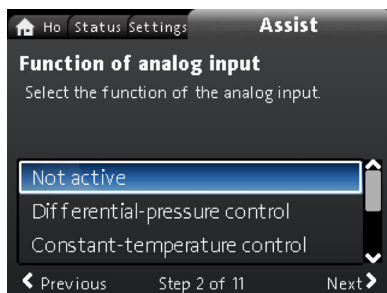 Ho Status Settings Assist
Function of analog input
Select the function of the analog input.
Not active
Differential-pressure control
Constant-temperature control
Previous Step 2 of 11 Next